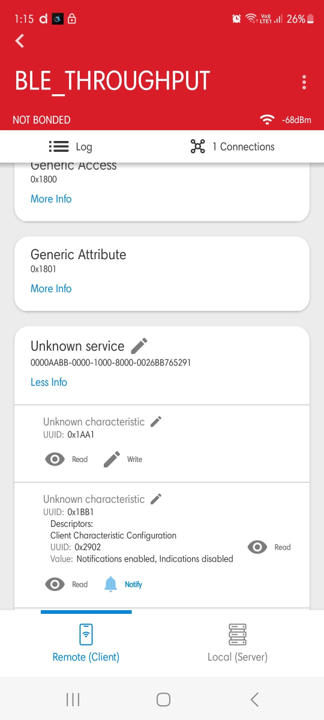 1:15 d
VoB
LTE1 26%
BLE_THROUGHPUT
NOT BONDED
-68dBm
Log
1 Connections
Generic Access
0x1800
More Info
Generic Attribute
0x1801
More Info
Unknown service
0000AABB-0000-1000-8000-0026BB765291
Less Info
Unknown characteristic
UUID: 0x1AA1
Read
Write
Unknown characteristic
UUID: 0x1BB1
Descriptors:
Client Characteristic Configuration
UUID: 0x2902
Read
Value: Notifications enabled, Indications disabled
Read
Notify
Remote (Client)
Local (Server)